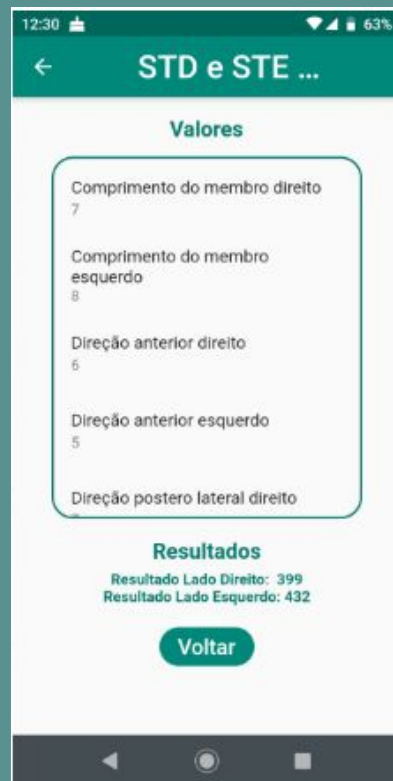 12:30 63%
STD e STE ...
Valores
Comprimento do membro direito
7
Comprimento do membro
esquerdo
8
Direção anterior direito
6
Direção anterior esquerdo
5
Direção postero lateral direito
Resultados
Resultado Lado Direito: 399
Resultado Lado Esquerdo: 432
Voltar